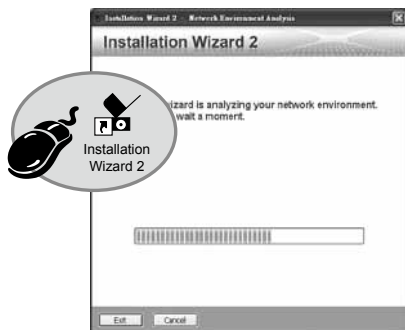 Installation Wizard 2 - Network Environment Analysis
Installation Wizard 2
izard is analyzing your network environment.
wait a moment.
Installation
Wizard 2
Exit
Cancel